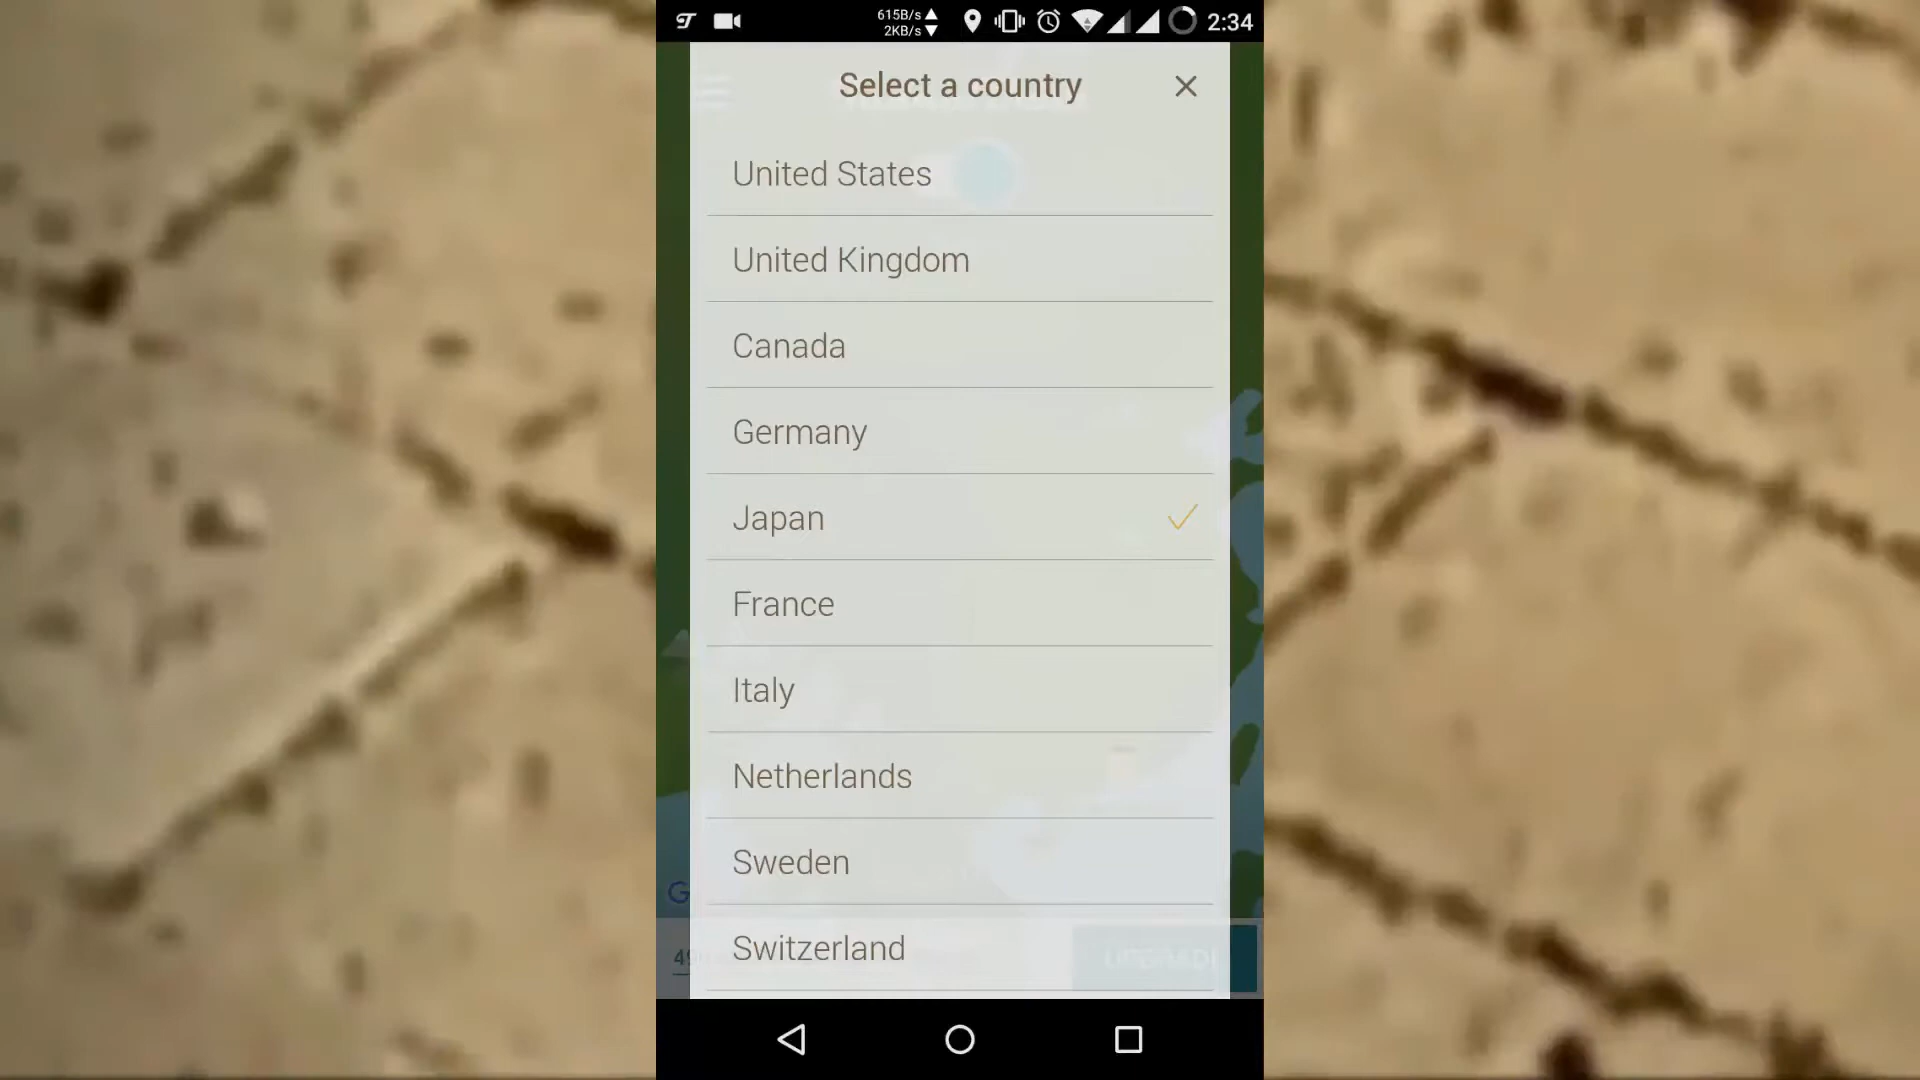 615B/s
2KB/s
2:34
Select a country
United States
United Kingdom
Canada
Germany
Japan
France
Italy
Netherlands
Sweden
Switzerland